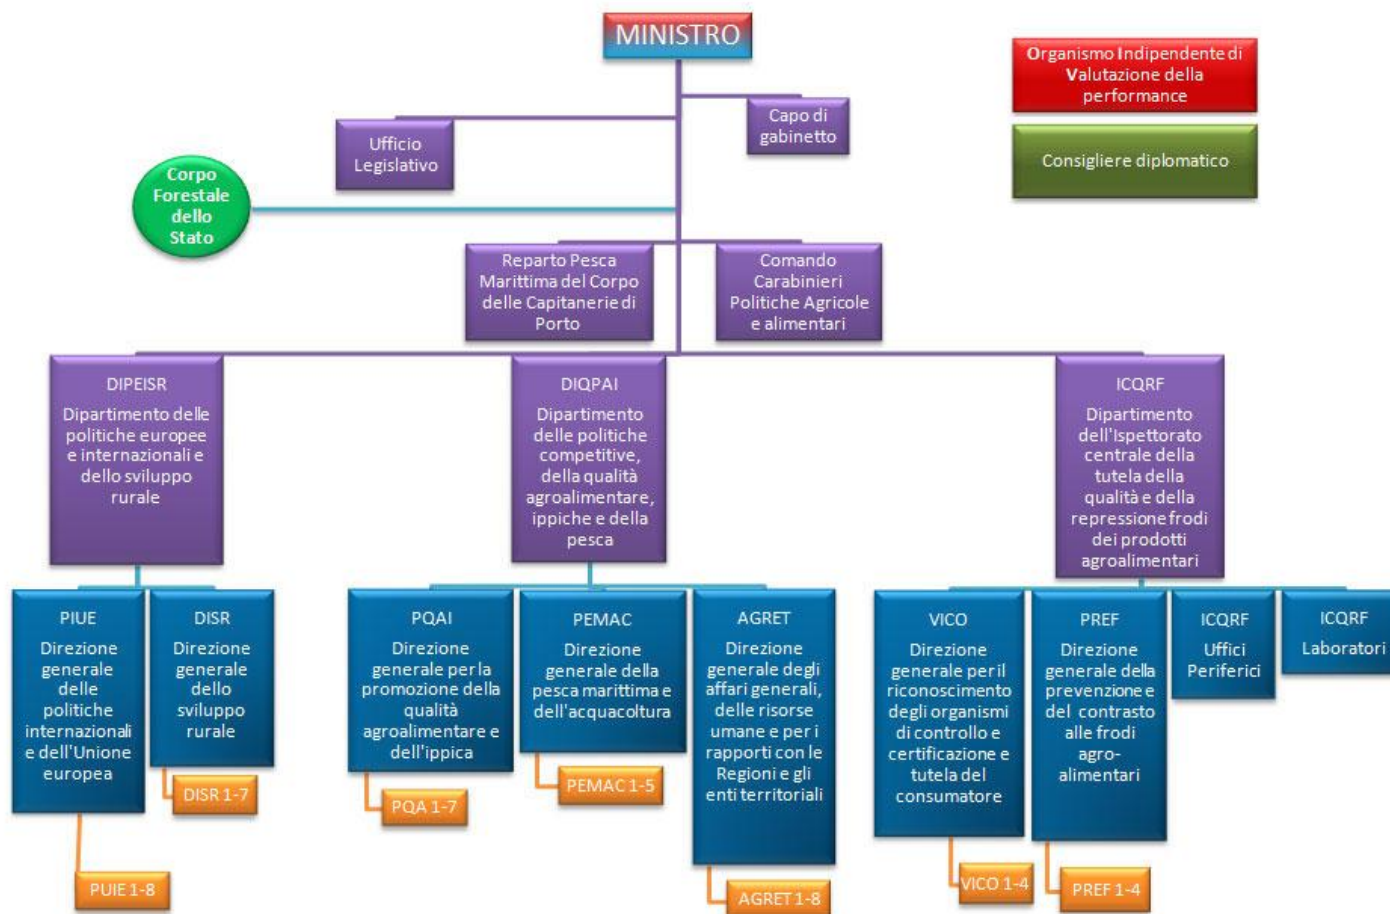 MINISTRO
Organismo Indipendente di
Valutazione della
performance
Capo di
gabinetto
Ufficio
Legislativo
Consigliere diplomatico
Corpo
Forestale
dello
Stato
Reparto Pesca
Marittima del Corpo
delle Capitanerie di
Porto
Comando
Carabinieri
Politiche Agricole
e alimentari
DIPEISR
Dipartimento delle
politiche europee
e internazionali e
dello sviluppo
rurale
DIQPAI
Dipartimento
delle politiche
competitive,
della qualità
agroalimentare,
ippiche e della
pesca
ICQRF
Dipartimento
dell'Ispettorato
centrale della
tutela della
qualità e della
repressione frodi
dei prodotti
agroalimentari
PIUE
Direzione
generale
delle
politiche
internazionali
e dell'Unione
europea
DISR
Direzione
generale
dello
sviluppo
rurale
PQAI
Direzione
generale per la
promozione della
qualità
agroalimentare e
dell'ippica
PEMAC
Direzione
generale della
pesca marittima e
dell'acquacoltura
AGRET
Direzione
generale degli
affari generali,
delle risorse
umane e per i
rapporti con le
Regioni e gli
enti territoriali
VICO
Direzione
generale per il
riconoscimento
degli organismi
di controllo e
certificazione e
tutela del
consumatore
PREF
Direzione
generale della
prevenzione e
del contrasto
alle frodi
agro-
alimentari
ICQRF
Uffici
Periferici
ICQRF
Laboratori
DISR 1-7
PQA 1-7
PEMAC 1-5
PUIE 1-8
AGRET 1-8
VICO 1-4
PREF 1-4